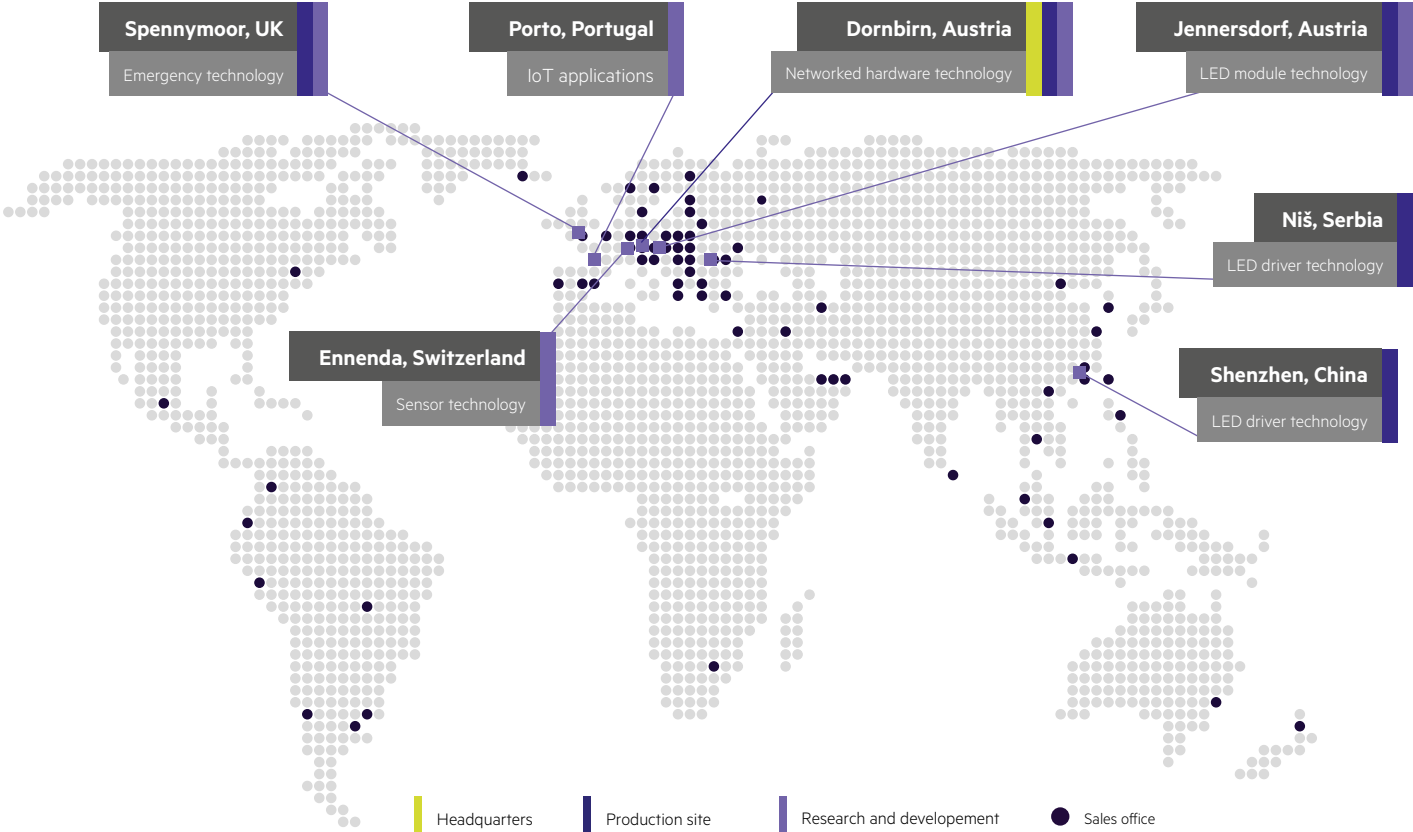 Spennymoor, UK
Emergency technology
Porto, Portugal
IoT applications
Dornbirn, Austria
Networked hardware technology
Jennersdorf, Austria
LED module technology
Niš, Serbia
LED driver technology
Ennenda, Switzerland
Sensor technology
Shenzhen, China
LED driver technology
Headquarters
Production site
Research and developement
Sales office